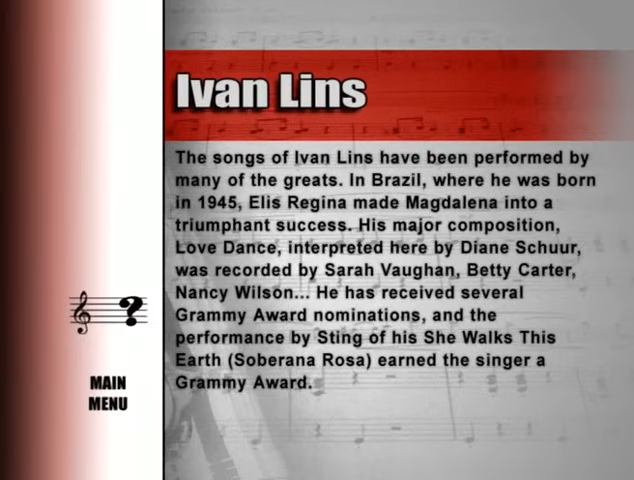 Ivan Lins
The songs of Ivan Lins have been performed by
many of the greats. In Brazil, where he was born
in 1945, Elis Regina made Magdalena into a
triumphant success. His major composition,
Love Dance, interpreted here by Diane Schuur,
was recorded by Sarah Vaughan, Betty Carter,
Nancy Wilson... He has received several
Grammy Award nominations, and the
performance by Sting of his She Walks This
Earth (Soberana Rosa) earned the singer a
Grammy Award.
?
MAIN
MENU